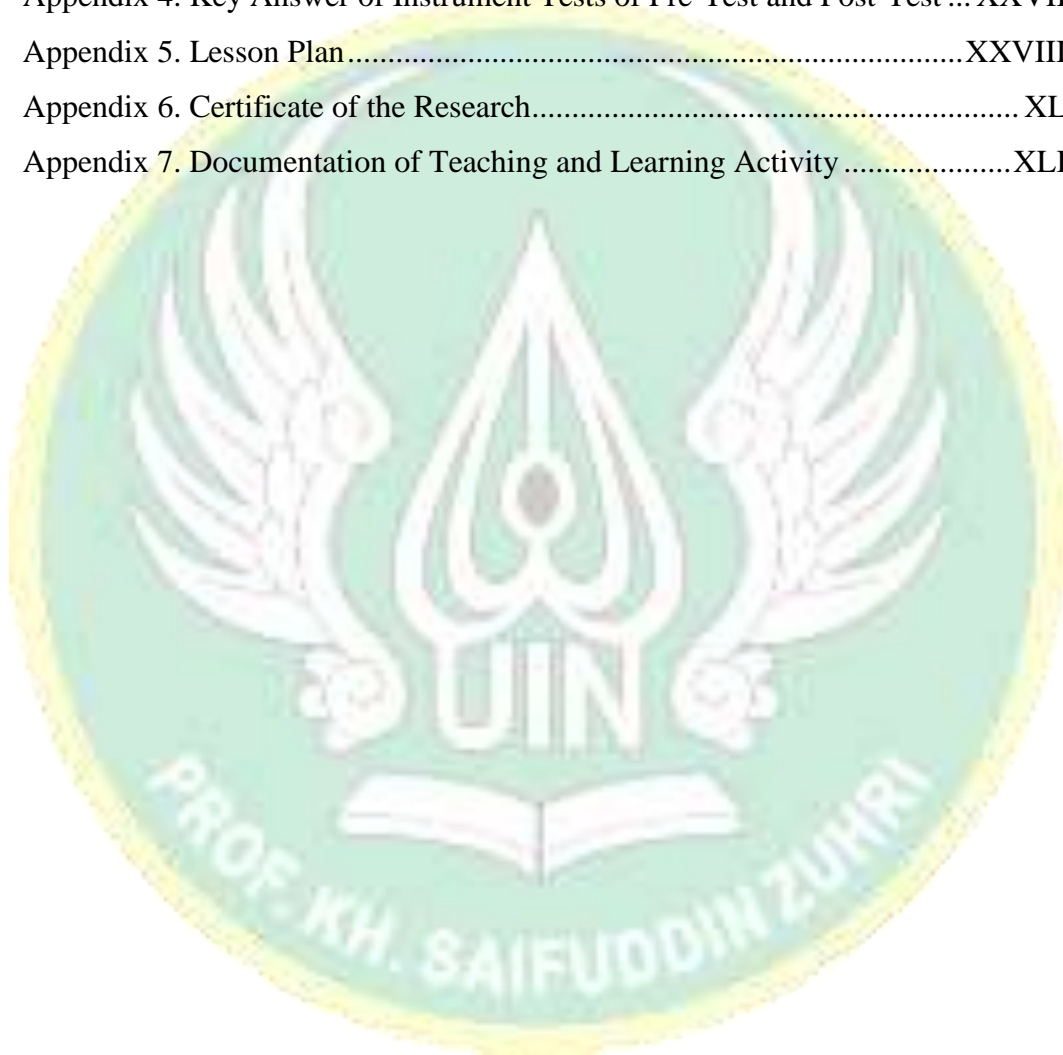 Appendix 4. Key Answer of Instrument Tests of Pre-Test and Post-Test ... XXVII
Appendix 5. Lesson Plan..................................................................XXVIII
Appendix 6. Certificate of the Research.................................................... XL
Appendix 7. Documentation of Teaching and Learning Activity ....................XLI
UIN
PROF. KH. SAIFUDDIN ZUHRI